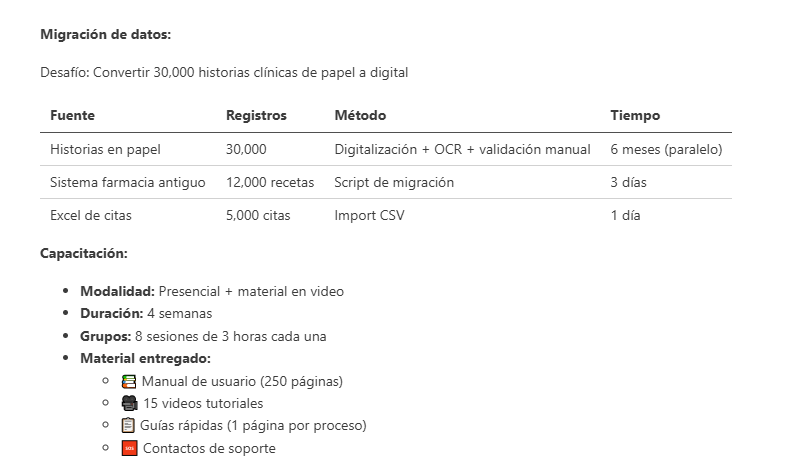 Migración de datos:
Desafío: Convertir 30,000 historias clínicas de papel a digital
Fuente Registros Método Tiempo
Historias en papel 30,000 Digitalización + OCR + validación manual 6 meses (paralelo)
Sistema farmacia antiguo 12,000 recetas Script de migración 3 días
Excel de citas 5,000 citas Import CSV 1 día
Capacitación:
• Modalidad: Presencial + material en video
• Duración: 4 semanas
• Grupos: 8 sesiones de 3 horas cada una
• Material entregado:
◦ 📚 Manual de usuario (250 páginas)
◦ 🎥 15 videos tutoriales
◦ 📋 Guías rápidas (1 página por proceso)
◦ 🆘 Contactos de soporte